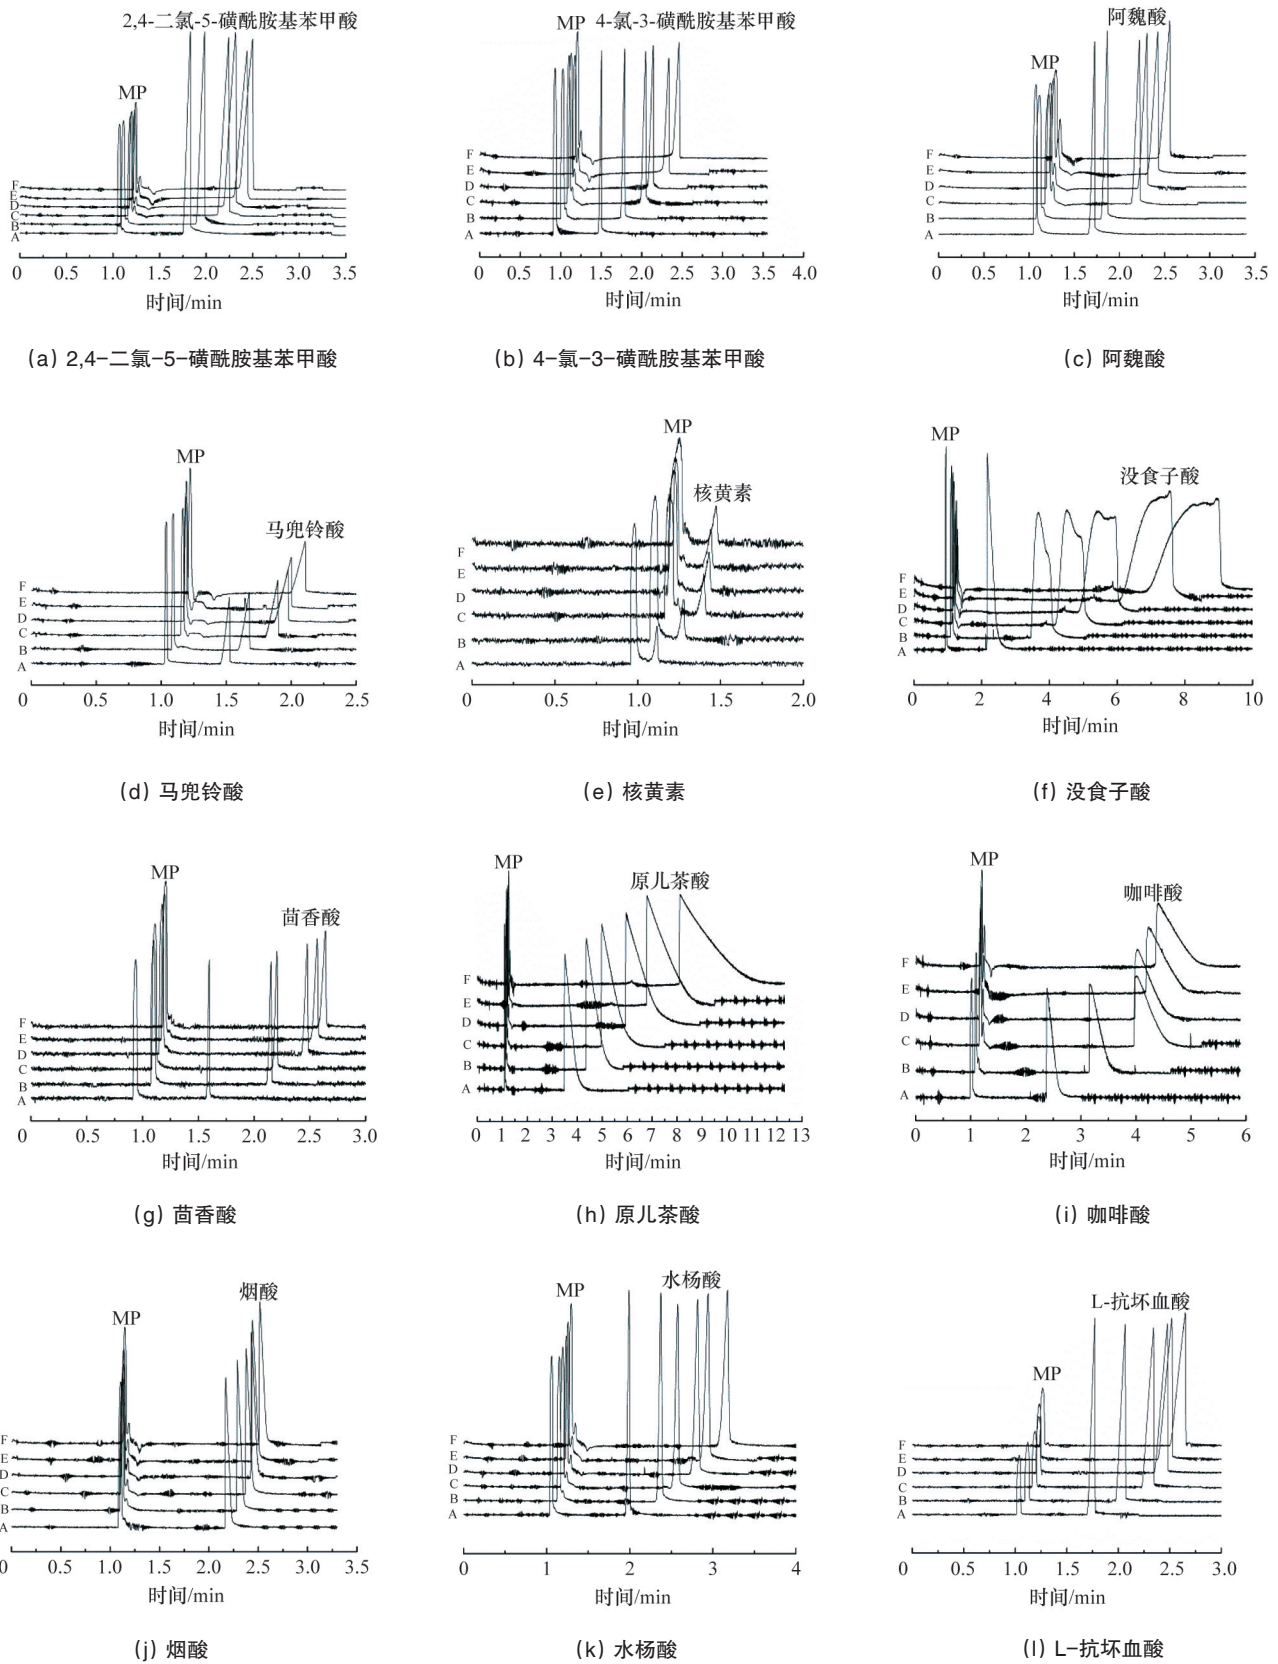 2,4-二氯-5-磺酰胺基苯甲酸
MP
F
E
D
C
B
A
0 0.5 1.0 1.5 2.0 2.5 3.0 3.5
时间/min
(a) 2,4-二氯-5-磺酰胺基苯甲酸
MP 4-氯-3-磺酰胺基苯甲酸
F
E
D
C
B
A
0 0.5 1.0 1.5 2.0 2.5 3.0 3.5 4.0
时间/min
(b) 4-氯-3-磺酰胺基苯甲酸
阿魏酸
MP
F
E
D
C
B
A
0 0.5 1.0 1.5 2.0 2.5 3.0 3.5
时间/min
(c) 阿魏酸
MP
马兜铃酸
F
E
D
C
B
A
0 0.5 1.0 1.5 2.0 2.5
时间/min
(d) 马兜铃酸
MP
核黄素
F
E
D
C
B
A
0 0.5 1.0 1.5 2.0
时间/min
(e) 核黄素
MP
没食子酸
F
E
D
C
B
A
0 2 4 6 8 10
时间/min
(f) 没食子酸
MP
茴香酸
F
E
D
C
B
A
0 0.5 1.0 1.5 2.0 2.5 3.0
时间/min
(g) 茴香酸
MP
原儿茶酸
F
E
D
C
B
A
0 1 2 3 4 5 6 7 8 9 10 11 12 13
时间/min
(h) 原儿茶酸
MP
咖啡酸
F
E
D
C
B
A
0 1 2 3 4 5 6
时间/min
(i) 咖啡酸
烟酸
MP
F
E
D
C
B
A
0 0.5 1.0 1.5 2.0 2.5 3.0 3.5
时间/min
(j) 烟酸
水杨酸
MP
F
E
D
C
B
A
0 1 2 3 4
时间/min
(k) 水杨酸
L-抗坏血酸
MP
F
E
D
C
B
A
0 0.5 1.0 1.5 2.0 2.5 3.0
时间/min
(l) L-抗坏血酸